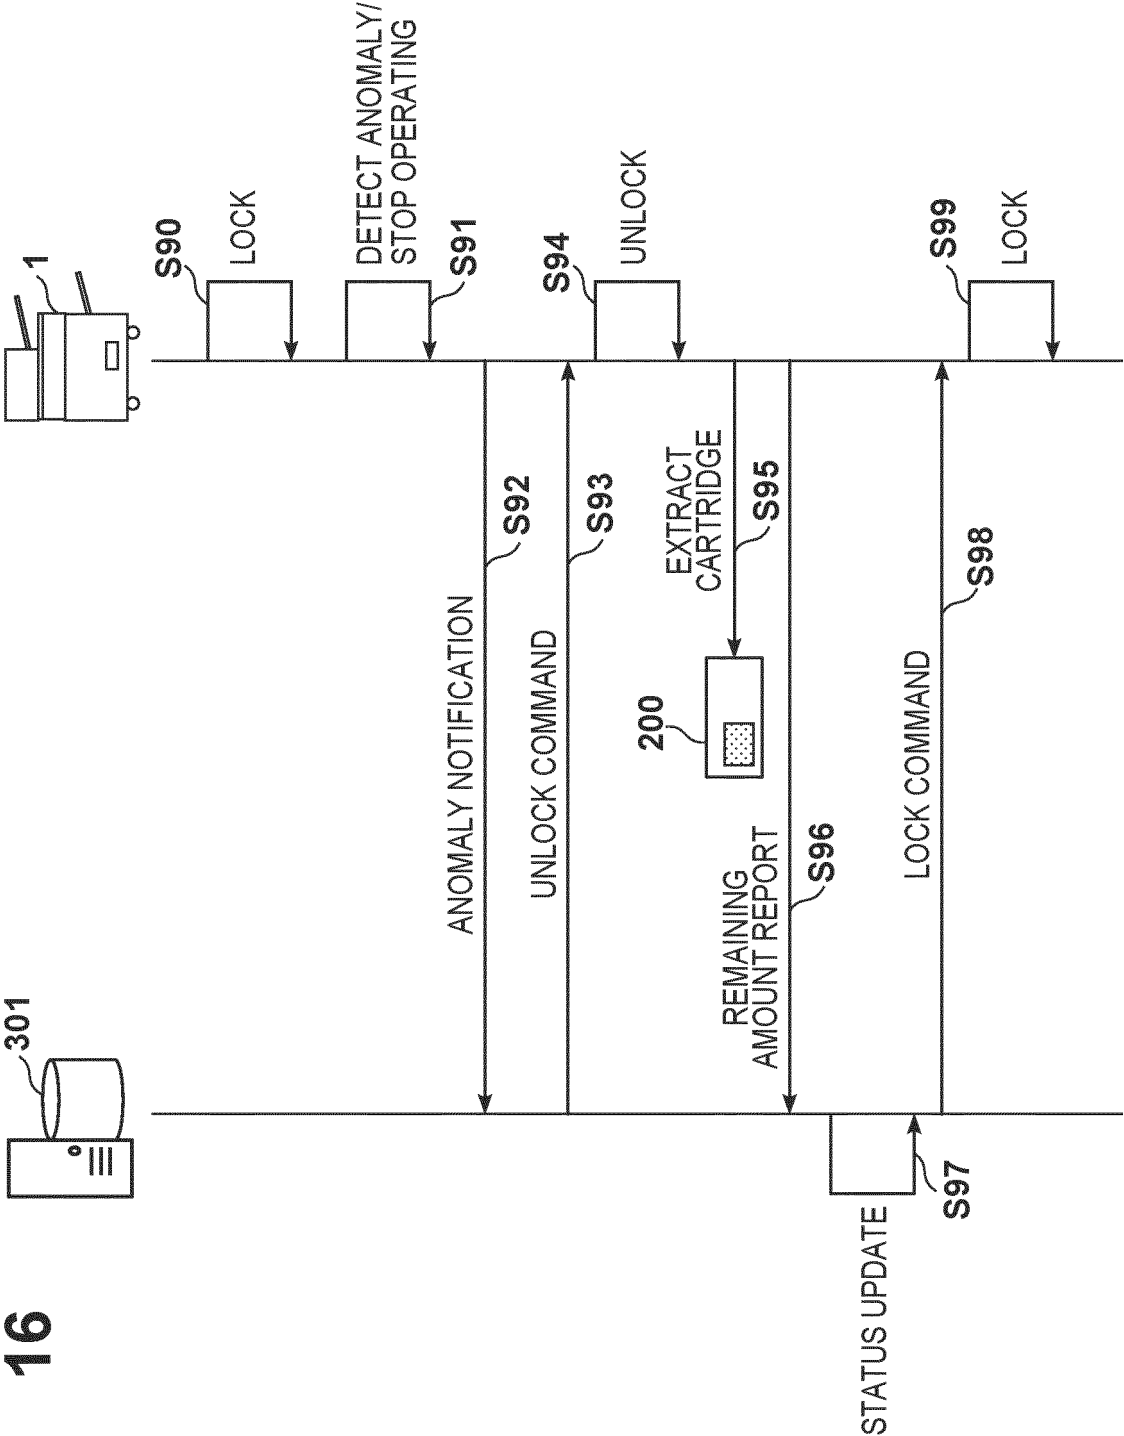 16
301
1
S90
LOCK
DETECT ANOMALY/
STOP OPERATING
S91
ANOMALY NOTIFICATION
S92
UNLOCK COMMAND
S93
S94
UNLOCK
EXTRACT
CARTRIDGE
S95
200
REMAINING
AMOUNT REPORT
S96
STATUS UPDATE
S97
LOCK COMMAND
S98
S99
LOCK